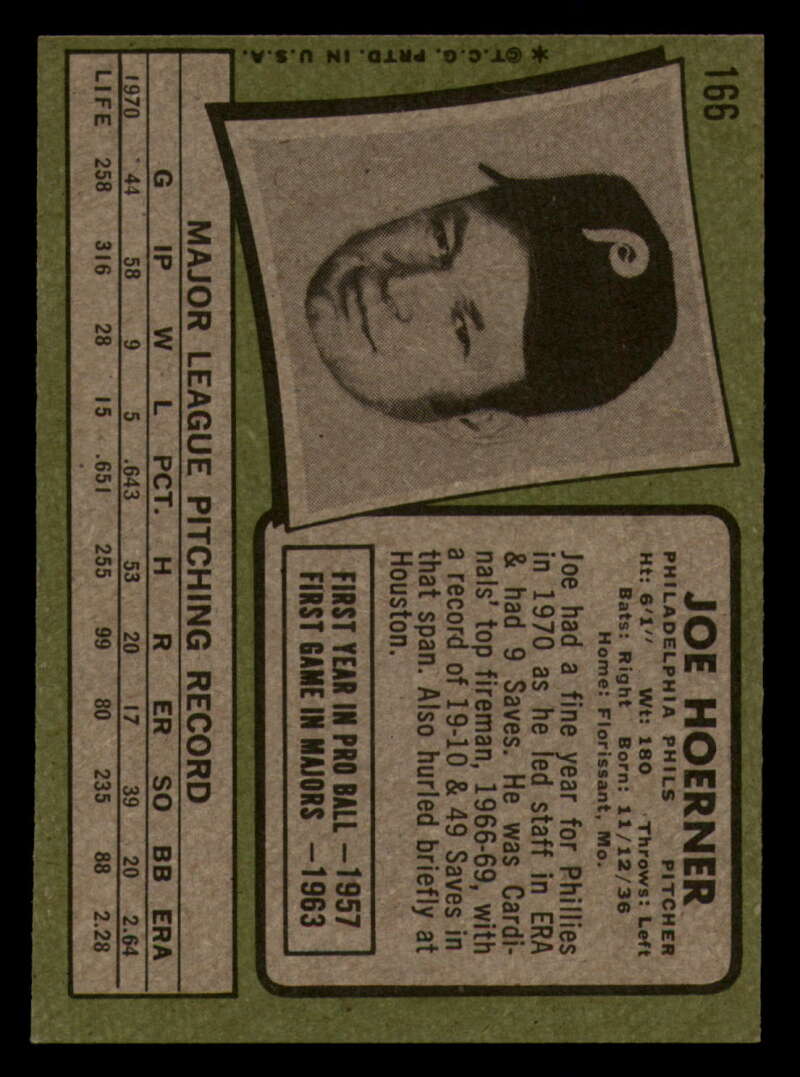 166
*©T.C.G. PRTD. IN U.S.A.
JOE HOERNER
PHILADELPHIA PHILS PITCHER
Ht: 6'1" Wt: 180 Throws: Left
Bats: Right Born: 11/12/36
Home: Florissant, Mo.
Joe had a fine year for Phillies
in 1970 as he led staff in ERA
& had 9 Saves. He was Cardi-
nals' top fireman, 1966-69, with
a record of 19-10 & 49 Saves in
that span. Also hurled briefly at
Houston.
FIRST YEAR IN PRO BALL —1957
FIRST GAME IN MAJORS —1963
MAJOR LEAGUE PITCHING RECORD
G IP W L PCT. H R ER SO BB ERA
1970 44 58 9 5 .643 53 20 17 39 20 2.64
LIFE 258 316 28 15 .651 255 99 80 235 88 2.28
P